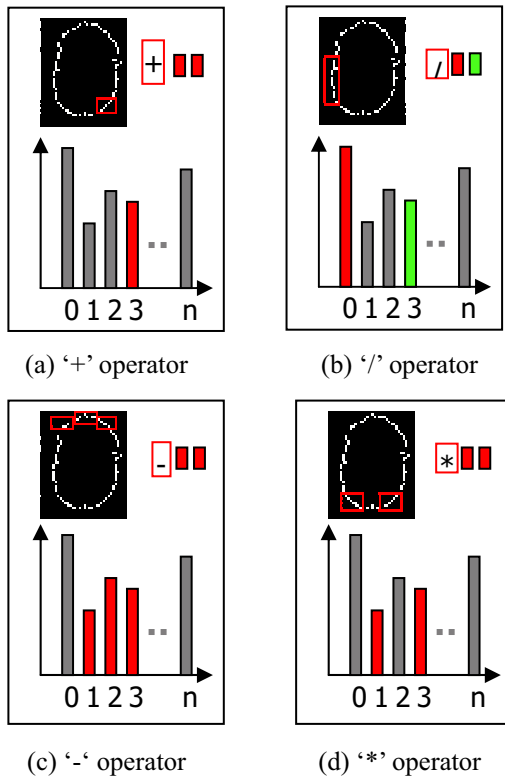 +
/
0 1 2 3 n
0 1 2 3 n
(a) ‘+’ operator
(b) ‘/’ operator
-
*
0 1 2 3 n
0 1 2 3 n
(c) ‘-‘ operator
(d) ‘*’ operator